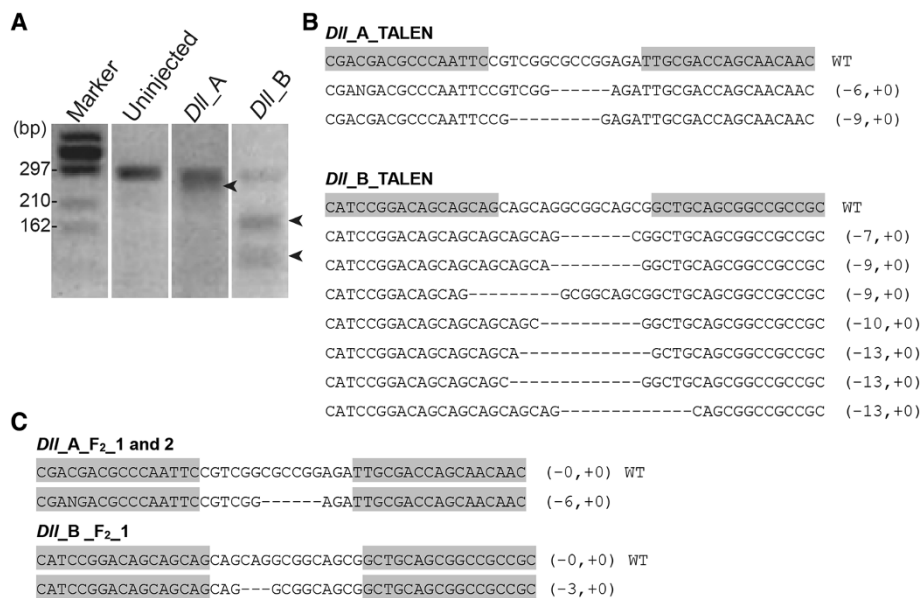 A
Marker
Uninjected
Dll_A
Dll_B
(bp)
297-
210-
162-
B
Dll_A_TALEN
CGACGACGCCCAATTCCGTCGGCGCCGGAGATTGCGACCAGCAACAAC WT
CGANGACGCCCAATTCCGTCGG------AGATTGCGACCAGCAACAAC (-6,+0)
CGACGACGCCCAATTCCG---------GAGATTGCGACCAGCAACAAC (-9,+0)
Dll_B_TALEN
CATCCGGACAGCAGCAGCAGCAGGCGGCAGCGGCTGCAGCGGCCGCCGC WT
CATCCGGACAGCAGCAGCAGCAG-------CGGCTGCAGCGGCCGCCGC (-7,+0)
CATCCGGACAGCAGCAGCAGCA---------GGCTGCAGCGGCCGCCGC (-9,+0)
CATCCGGACAGCAG---------GCGGCAGCGGCTGCAGCGGCCGCCGC (-9,+0)
CATCCGGACAGCAGCAGCAGC----------GGCTGCAGCGGCCGCCGC (-10,+0)
CATCCGGACAGCAGCAGCA-------------GCTGCAGCGGCCGCCGC (-13,+0)
CATCCGGACAGCAGCAGC-------------GGCTGCAGCGGCCGCCGC (-13,+0)
CATCCGGACAGCAGCAGCAGCAG-------------CAGCGGCCGCCGC (-13,+0)
C
Dll_A_F2_1 and 2
CGACGACGCCCAATTCCGTCGGCGCCGGAGATTGCGACCAGCAACAAC (-0,+0) WT
CGANGACGCCCAATTCCGTCGG------AGATTGCGACCAGCAACAAC (-6,+0)
Dll_B _F2_1
CATCCGGACAGCAGCAGCAGCAGGCGGCAGCGGCTGCAGCGGCCGCCGC (-0,+0) WT
CATCCGGACAGCAGCAGCAG---GCGGCAGCGGCTGCAGCGGCCGCCGC (-3,+0)